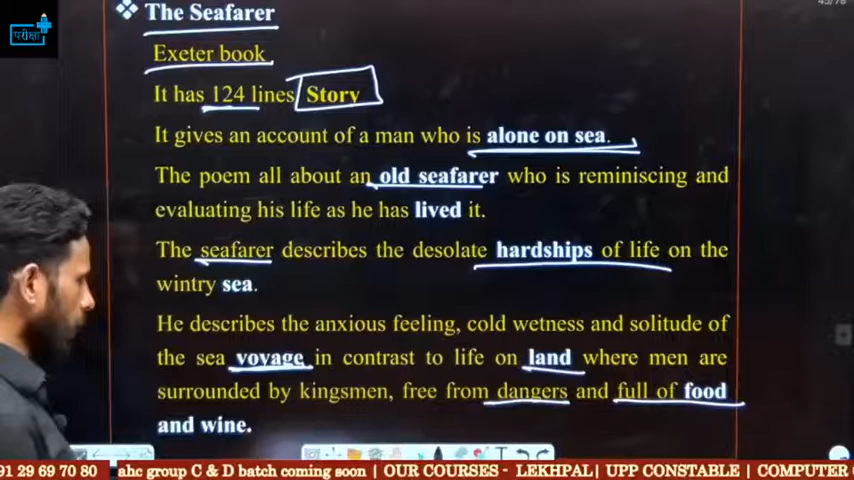 45/78
परीक्षा
❖ The Seafarer
Exeter book
It has 124 lines Story
It gives an account of a man who is alone on sea.
The poem all about an old seafarer who is reminiscing and
evaluating his life as he has lived it.
The seafarer describes the desolate hardships of life on the
wintry sea.
He describes the anxious feeling, cold wetness and solitude of
the sea voyage in contrast to life on land where men are
surrounded by kingsmen, free from dangers and full of food
and wine.
91 29 69 70 80 ahc group C & D batch coming soon | OUR COURSES - LEKHPAL| UPP CONSTABLE | COMPUTER